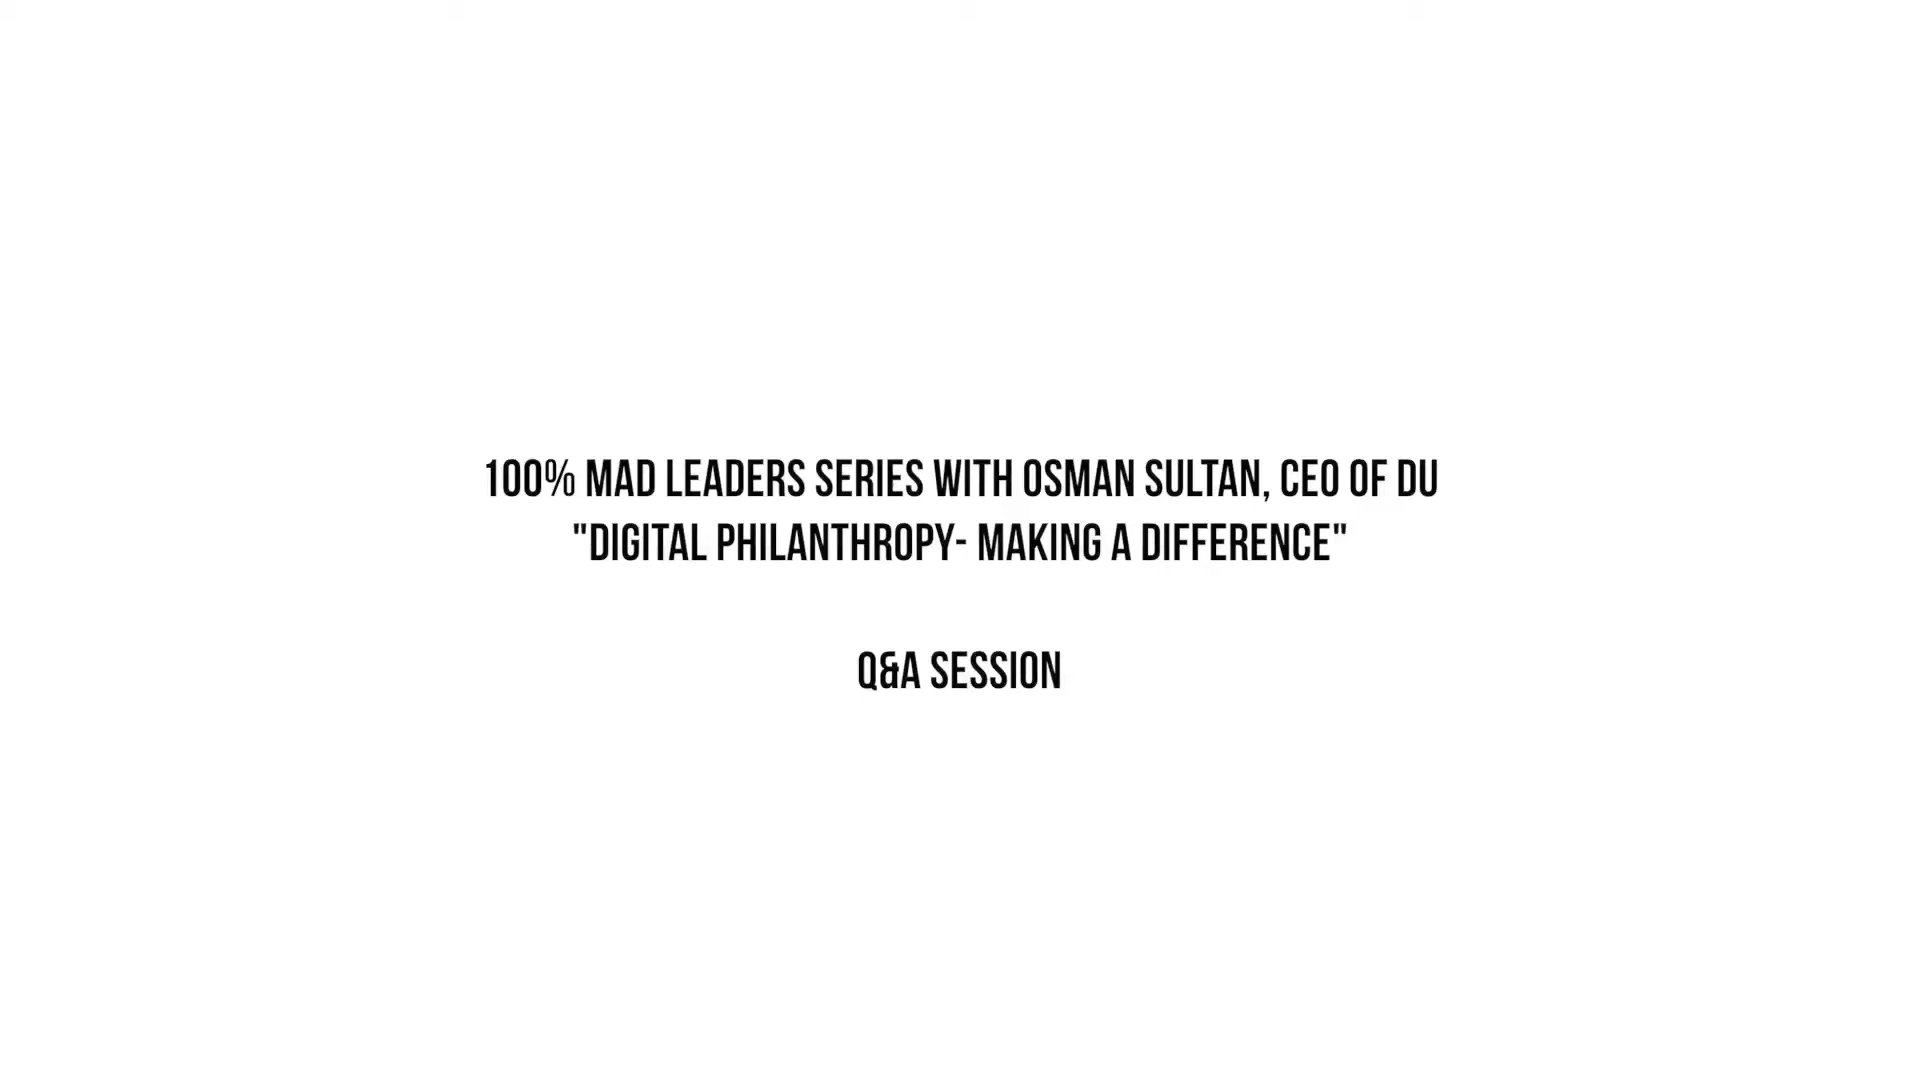 100% MAD LEADERS SERIES WITH OSMAN SULTAN, CEO OF DU
"DIGITAL PHILANTHROPY- MAKING A DIFFERENCE"
Q&A SESSION